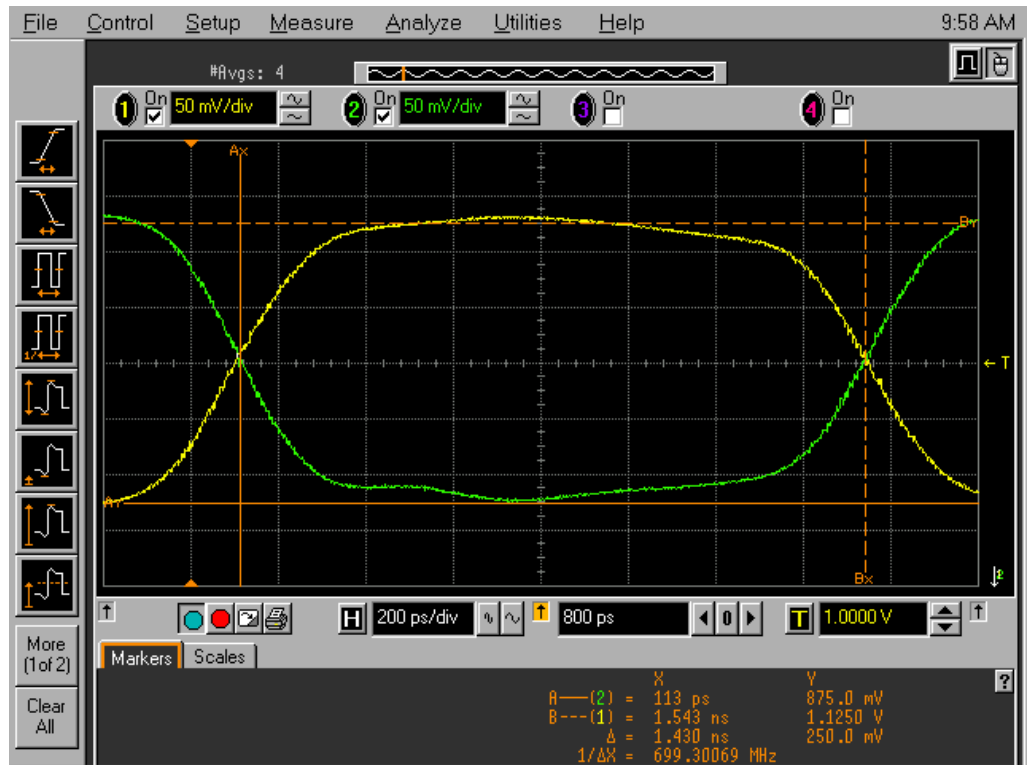 File Control Setup Measure Analyze Utilities Help 9:58 AM
#Avgs: 4
1 On 50 mV/div 2 On 50 mV/div 3 On 4 On
Ax
By
T
Ay
Bx
2
1/
More
(1 of 2)
Clear
All
H 200 ps/div 800 ps 0 T 1.0000 V
Markers Scales
?
X Y
A——(2) = 113 ps 875.0 mV
B---(1) = 1.543 ns 1.1250 V
Δ = 1.430 ns 250.0 mV
1/ΔX = 699.30069 MHz